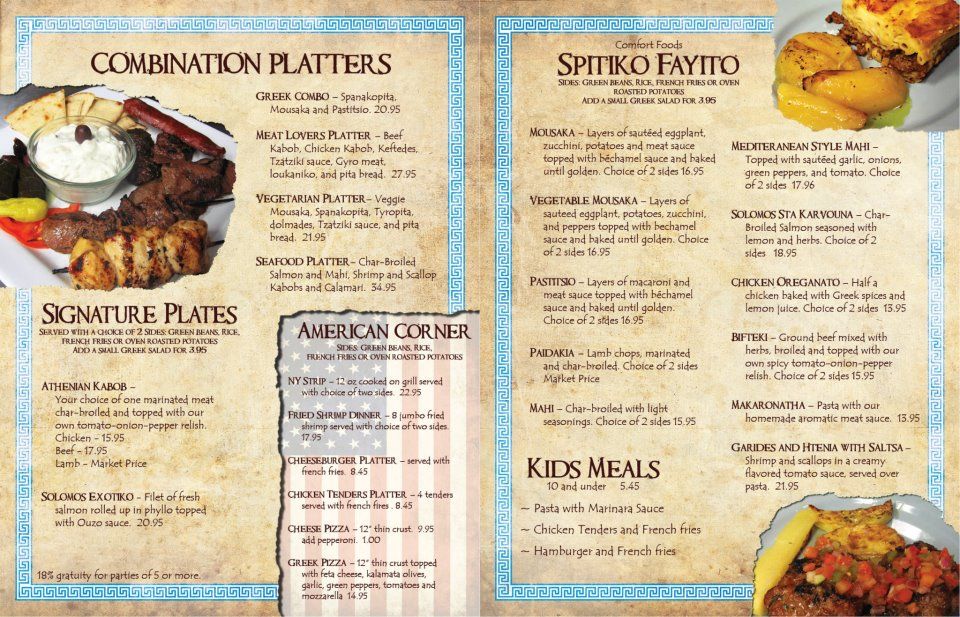 COMBINATION PLATTERS
GREEK COMBO – Spanakopita,
Mousaka and Pastitsio. 20.95
MEAT LOVERS PLATTER – Beef
Kabob, Chicken Kabob, Keftedes,
Tzatziki sauce, Gyro meat,
loukaniko, and pita bread. 27.95
VEGETARIAN PLATTER– Veggie
Mousaka, Spanakopita, Tyropita,
dolmades, Tzatziki sauce, and pita
bread. 21.95
SEAFOOD PLATTER– Char-Broiled
Salmon and Mahi, Shrimp and Scallop
Kabobs and Calamari. 34.95
SIGNATURE PLATES
SERVED WITH A CHOICE OF 2 SIDES: GREEN BEANS, RICE,
FRENCH FRIES OR OVEN ROASTED POTATOES
ADD A SMALL GREEK SALAD FOR 3.95
ATHENIAN KABOB –
Your choice of one marinated meat
char-broiled and topped with our
own tomato-onion-pepper relish.
Chicken – 15.95
Beef – 17.95
Lamb – Market Price
SOLOMOS EXOTIKO – Filet of fresh
salmon rolled up in phyllo topped
with Ouzo sauce. 20.95
18% gratuity for parties of 5 or more.
AMERICAN CORNER
SIDES: GREEN BEANS, RICE,
FRENCH FRIES OR OVEN ROASTED POTATOES
NY STRIP – 12 oz cooked on grill served
with choice of two sides. 22.95
FRIED SHRIMP DINNER – 8 jumbo fried
shrimp served with choice of two sides.
17.95
CHEESEBURGER PLATTER – served with
french fries. 8.45
CHICKEN TENDERS PLATTER – 4 tenders
served with french fires . 8.45
CHEESE PIZZA – 12" thin crust. 9.95
add pepperoni. 1.00
GREEK PIZZA – 12" thin crust topped
with feta cheese, kalamata olives,
garlic, green peppers, tomatoes and
mozzarella 14.95
Comfort Foods
SPITIKO FAYITO
SIDES: GREEN BEANS, RICE, FRENCH FRIES OR OVEN
ROASTED POTATOES
ADD A SMALL GREEK SALAD FOR 3.95
MOUSAKA – Layers of sautéed eggplant,
zucchini, potatoes and meat sauce
topped with béchamel sauce and baked
until golden. Choice of 2 sides 16.95
VEGETABLE MOUSAKA – Layers of
sauteed eggplant, potatoes, zucchini,
and peppers topped with bechamel
sauce and baked until golden. Choice
of 2 sides 16.95
PASTITSIO – Layers of macaroni and
meat sauce topped with béchamel
sauce and baked until golden.
Choice of 2 sides 16.95
PAIDAKIA – Lamb chops, marinated
and char-broiled. Choice of 2 sides
Market Price
MAHI – Char-broiled with light
seasonings. Choice of 2 sides 15.95
KIDS MEALS
10 and under 5.45
~ Pasta with Marinara Sauce
~ Chicken Tenders and French fries
~ Hamburger and French fries
MEDITERANEAN STYLE MAHI –
Topped with sautéed garlic, onions,
green peppers, and tomato. Choice
of 2 sides 17.96
SOLOMOS STA KARVOUNA – Char-
Broiled Salmon seasoned with
lemon and herbs. Choice of 2
sides 18.95
CHICKEN OREGANATO – Half a
chicken baked with Greek spices and
lemon juice. Choice of 2 sides 13.95
BIFTEKI – Ground beef mixed with
herbs, broiled and topped with our
own spicy tomato-onion-pepper
relish. Choice of 2 sides 15.95
MAKARONATHA – Pasta with our
homemade aromatic meat sauce. 13.95
GARIDES AND HTENIA WITH SALTSA –
Shrimp and scallops in a creamy
flavored tomato sauce, served over
pasta. 21.95